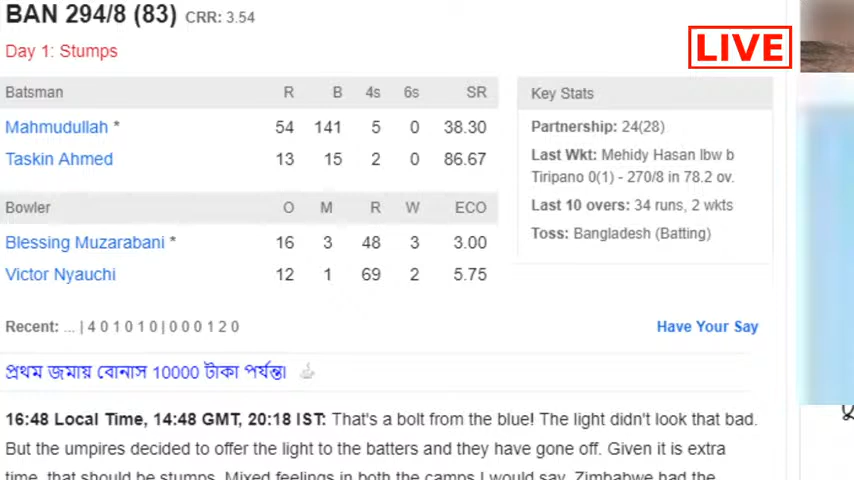 BAN 294/8 (83) CRR: 3.54
LIVE
Day 1: Stumps
Batsman R B 4s 6s SR
Mahmudullah * 54 141 5 0 38.30
Taskin Ahmed 13 15 2 0 86.67
Bowler O M R W ECO
Blessing Muzarabani * 16 3 48 3 3.00
Victor Nyauchi 12 1 69 2 5.75
Key Stats
Partnership: 24(28)
Last Wkt: Mehidy Hasan lbw b
Tiripano 0(1) - 270/8 in 78.2 ov.
Last 10 overs: 34 runs, 2 wkts
Toss: Bangladesh (Batting)
Recent: ... | 4 0 1 0 1 0 | 0 0 0 1 2 0
Have Your Say
প্রথম জমায় বোনাস 10000 টাকা পর্যন্ত।
16:48 Local Time, 14:48 GMT, 20:18 IST: That's a bolt from the blue! The light didn't look that bad.
But the umpires decided to offer the light to the batters and they have gone off. Given it is extra
time, that should be stumps. Mixed feelings in both the camps I would say. Zimbabwe had the